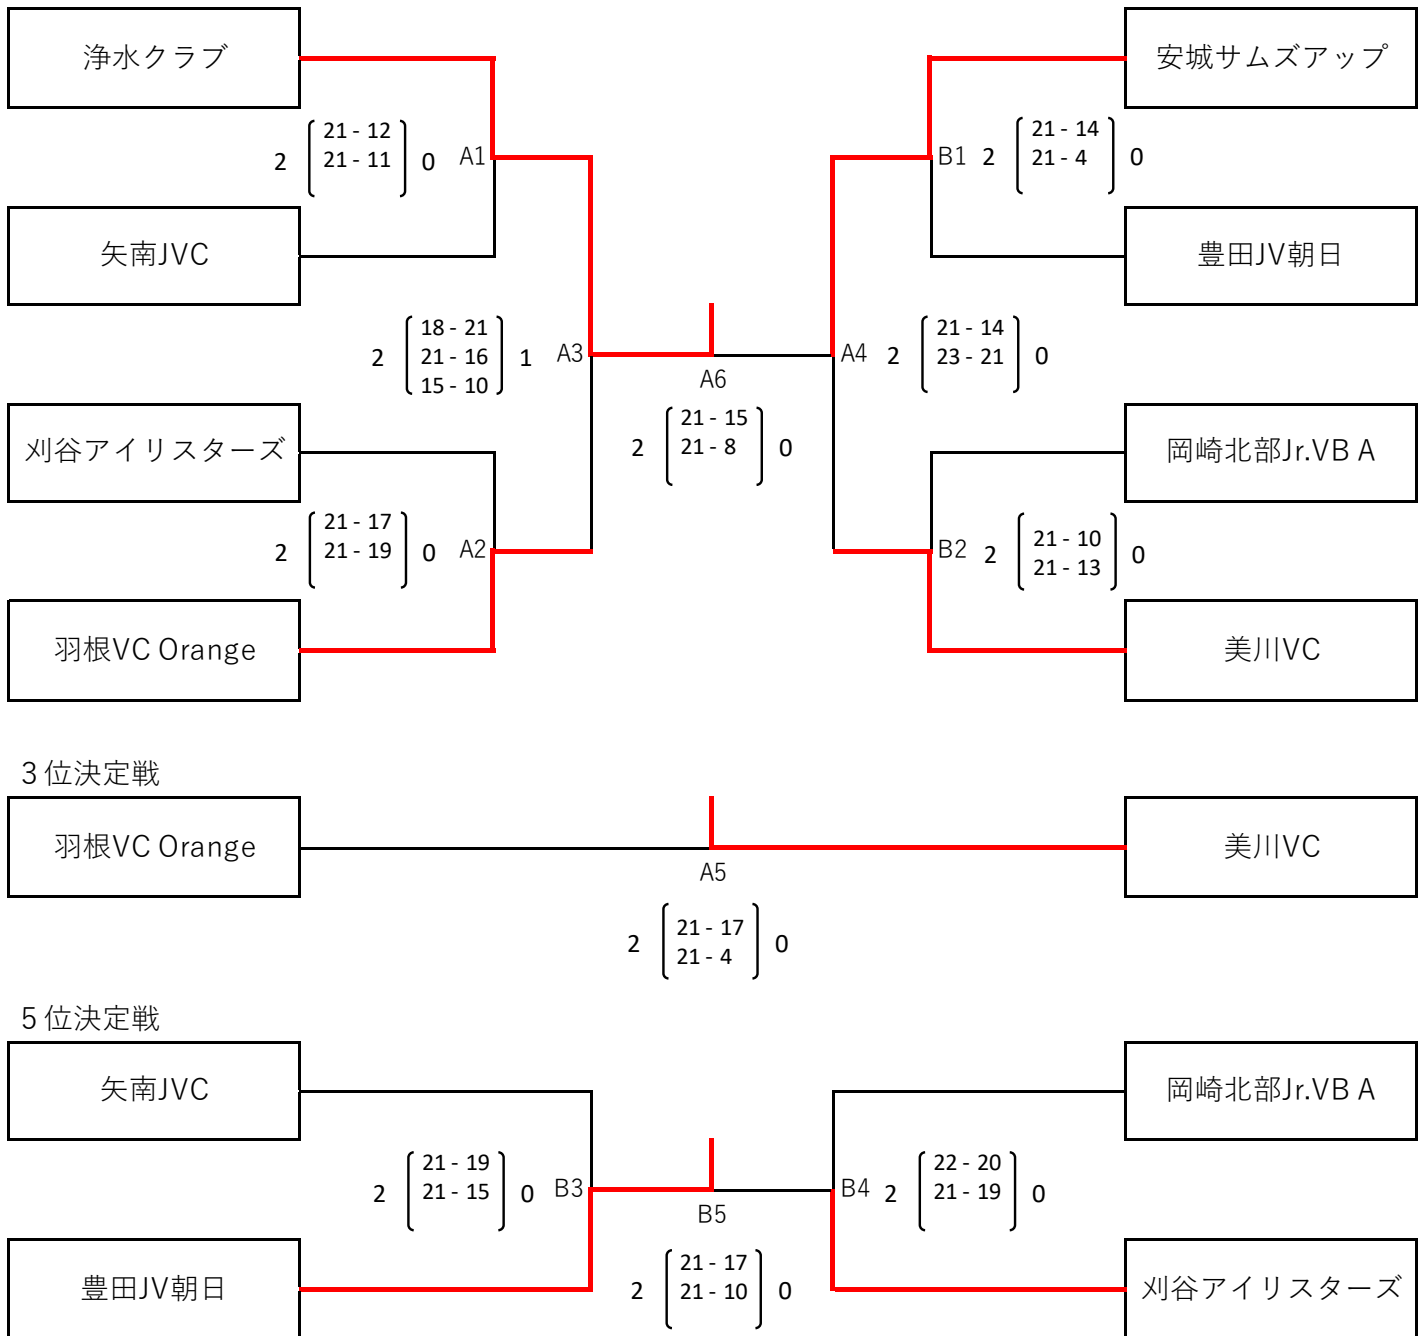 浄水クラブ
安城サムズアップ
2 21 - 12 0 A1
21 - 11
B1 2 21 - 14 0
21 - 4
矢南JVC
豊田JV朝日
2 18 - 21 1 A3
21 - 16
15 - 10
A4 2 21 - 14 0
23 - 21
A6
2 21 - 15 0
21 - 8
刈谷アイリスターズ
岡崎北部Jr.VB A
2 21 - 17 0 A2
21 - 19
B2 2 21 - 10 0
21 - 13
羽根VC Orange
美川VC
3位決定戦
羽根VC Orange
美川VC
A5
2 21 - 17 0
21 - 4
5位決定戦
矢南JVC
岡崎北部Jr.VB A
2 21 - 19 0 B3
21 - 15
B4 2 22 - 20 0
21 - 19
B5
2 21 - 17 0
21 - 10
豊田JV朝日
刈谷アイリスターズ